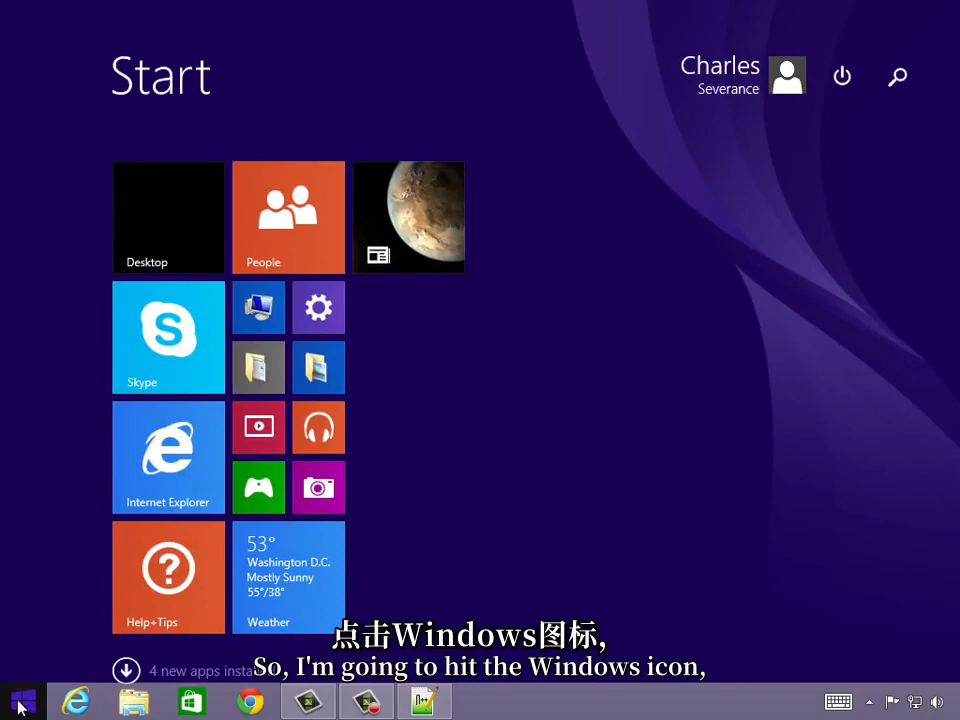 Start
Charles
Severance
Desktop
People
Skype
Internet Explorer
53°
Washington D.C.
Mostly Sunny
55°/38°
Help+Tips
Weather
点击Windows图标,
4 new apps insta
So, I'm going to hit the Windows icon,